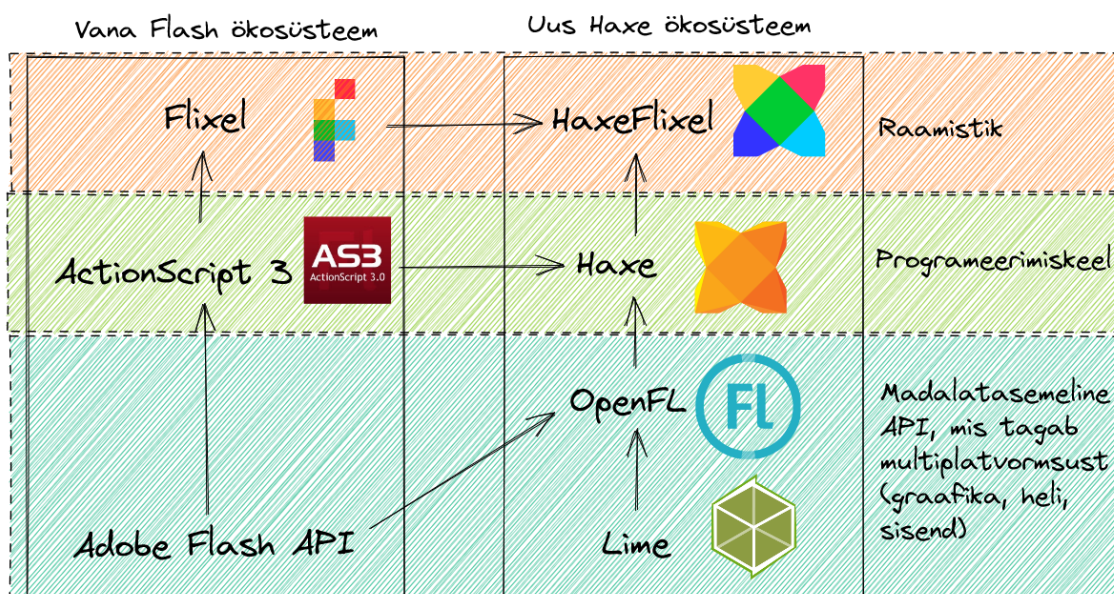 Vana Flash ökosüsteem
Uus Haxe ökosüsteem
Flixel
HaxeFlixel
Raamistik
ActionScript 3
AS3
ActionScript 3.0
Haxe
Programeerimiskeel
OpenFL
Fl
Madalatasemeline
API, mis tagab
multiplatvormsust
(graafika, heli,
sisend)
Adobe Flash API
Lime